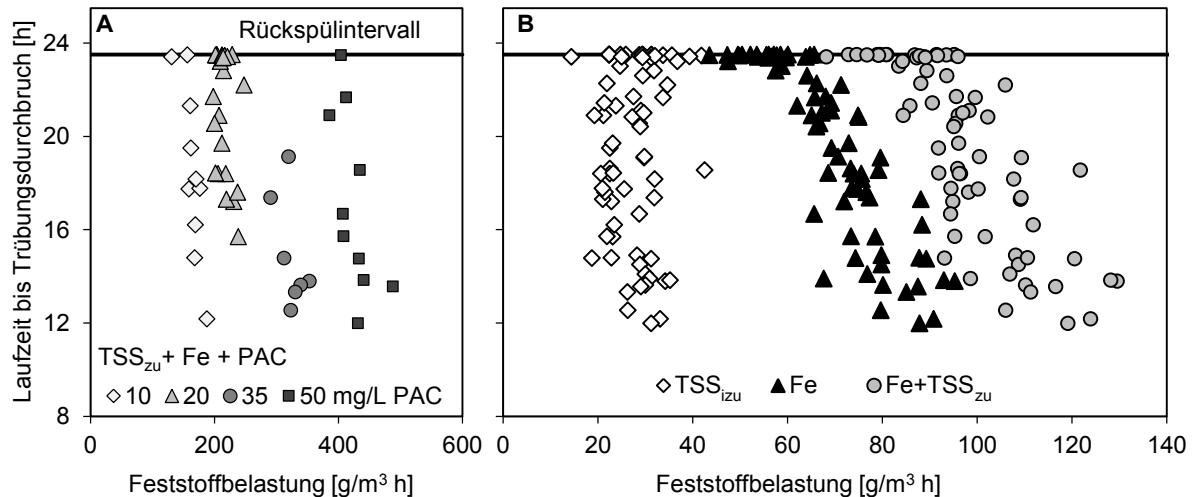 A
Rückspülintervall
B
Laufzeit bis Trübungsdurchbruch [h]
24
20
16
12
8
TSSzu + Fe + PAC
10 20 35 50 mg/L PAC
TSSizu Fe Fe+TSSzu
0 200 400 600
0 20 40 60 80 100 120 140
Feststoffbelastung [g/m³ h]
Feststoffbelastung [g/m³ h]